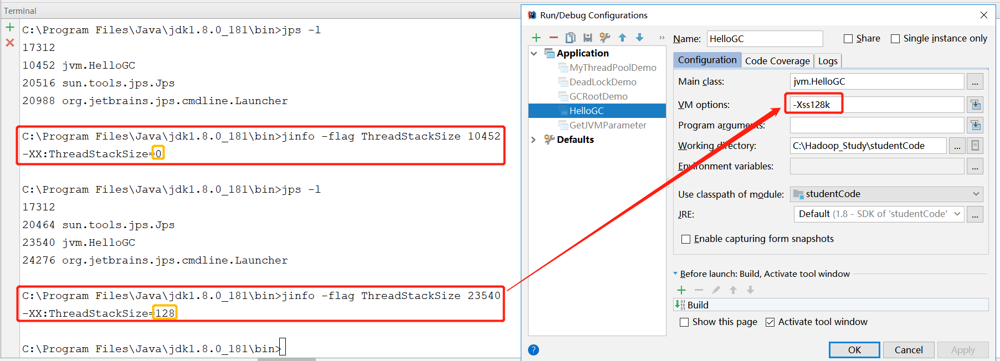 Terminal
C:\Program Files\Java\jdk1.8.0_181\bin>jps -l
17312
10452 jvm.HelloGC
20516 sun.tools.jps.Jps
20988 org.jetbrains.jps.cmdline.Launcher
C:\Program Files\Java\jdk1.8.0_181\bin>jinfo -flag ThreadStackSize 10452
-XX:ThreadStackSize=0
C:\Program Files\Java\jdk1.8.0_181\bin>jps -l
17312
20464 sun.tools.jps.Jps
23540 jvm.HelloGC
24276 org.jetbrains.jps.cmdline.Launcher
C:\Program Files\Java\jdk1.8.0_181\bin>jinfo -flag ThreadStackSize 23540
-XX:ThreadStackSize=128
C:\Program Files\Java\jdk1.8.0_181\bin>
Run/Debug Configurations
Application
MyThreadPoolDemo
DeadLockDemo
GCRootDemo
HelloGC
GetJVMParameter
Defaults
Name: HelloGC Share Single instance only
Configuration Code Coverage Logs
Main class: jvm.HelloGC ...
VM options: -Xss128k
Program arguments:
Working directory: C:\Hadoop_Study\studentCode ...
Environment variables: ...
Use classpath of module: studentCode
JRE: Default (1.8 - SDK of 'studentCode' ...
Enable capturing form snapshots
Before launch: Build, Activate tool window
Build
Show this page Activate tool window
? OK Cancel Apply